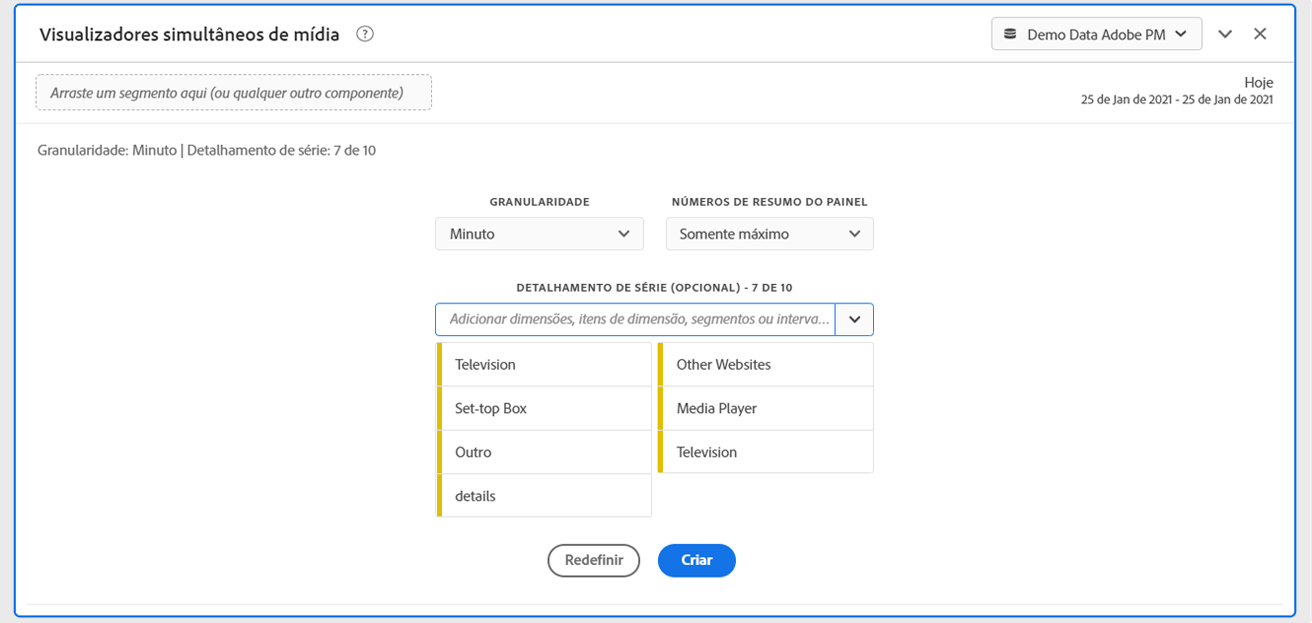 Visualizadores simultâneos de mídia ?
Demo Data Adobe PM
Arraste um segmento aqui (ou qualquer outro componente)
Hoje
25 de Jan de 2021 - 25 de Jan de 2021
Granularidade: Minuto | Detalhamento de série: 7 de 10
GRANULARIDADE
NÚMEROS DE RESUMO DO PAINEL
Minuto
Somente máximo
DETALHAMENTO DE SÉRIE (OPCIONAL) - 7 DE 10
Adicionar dimensões, itens de dimensão, segmentos ou interva...
Television
Other Websites
Set-top Box
Media Player
Outro
Television
details
Redefinir
Criar